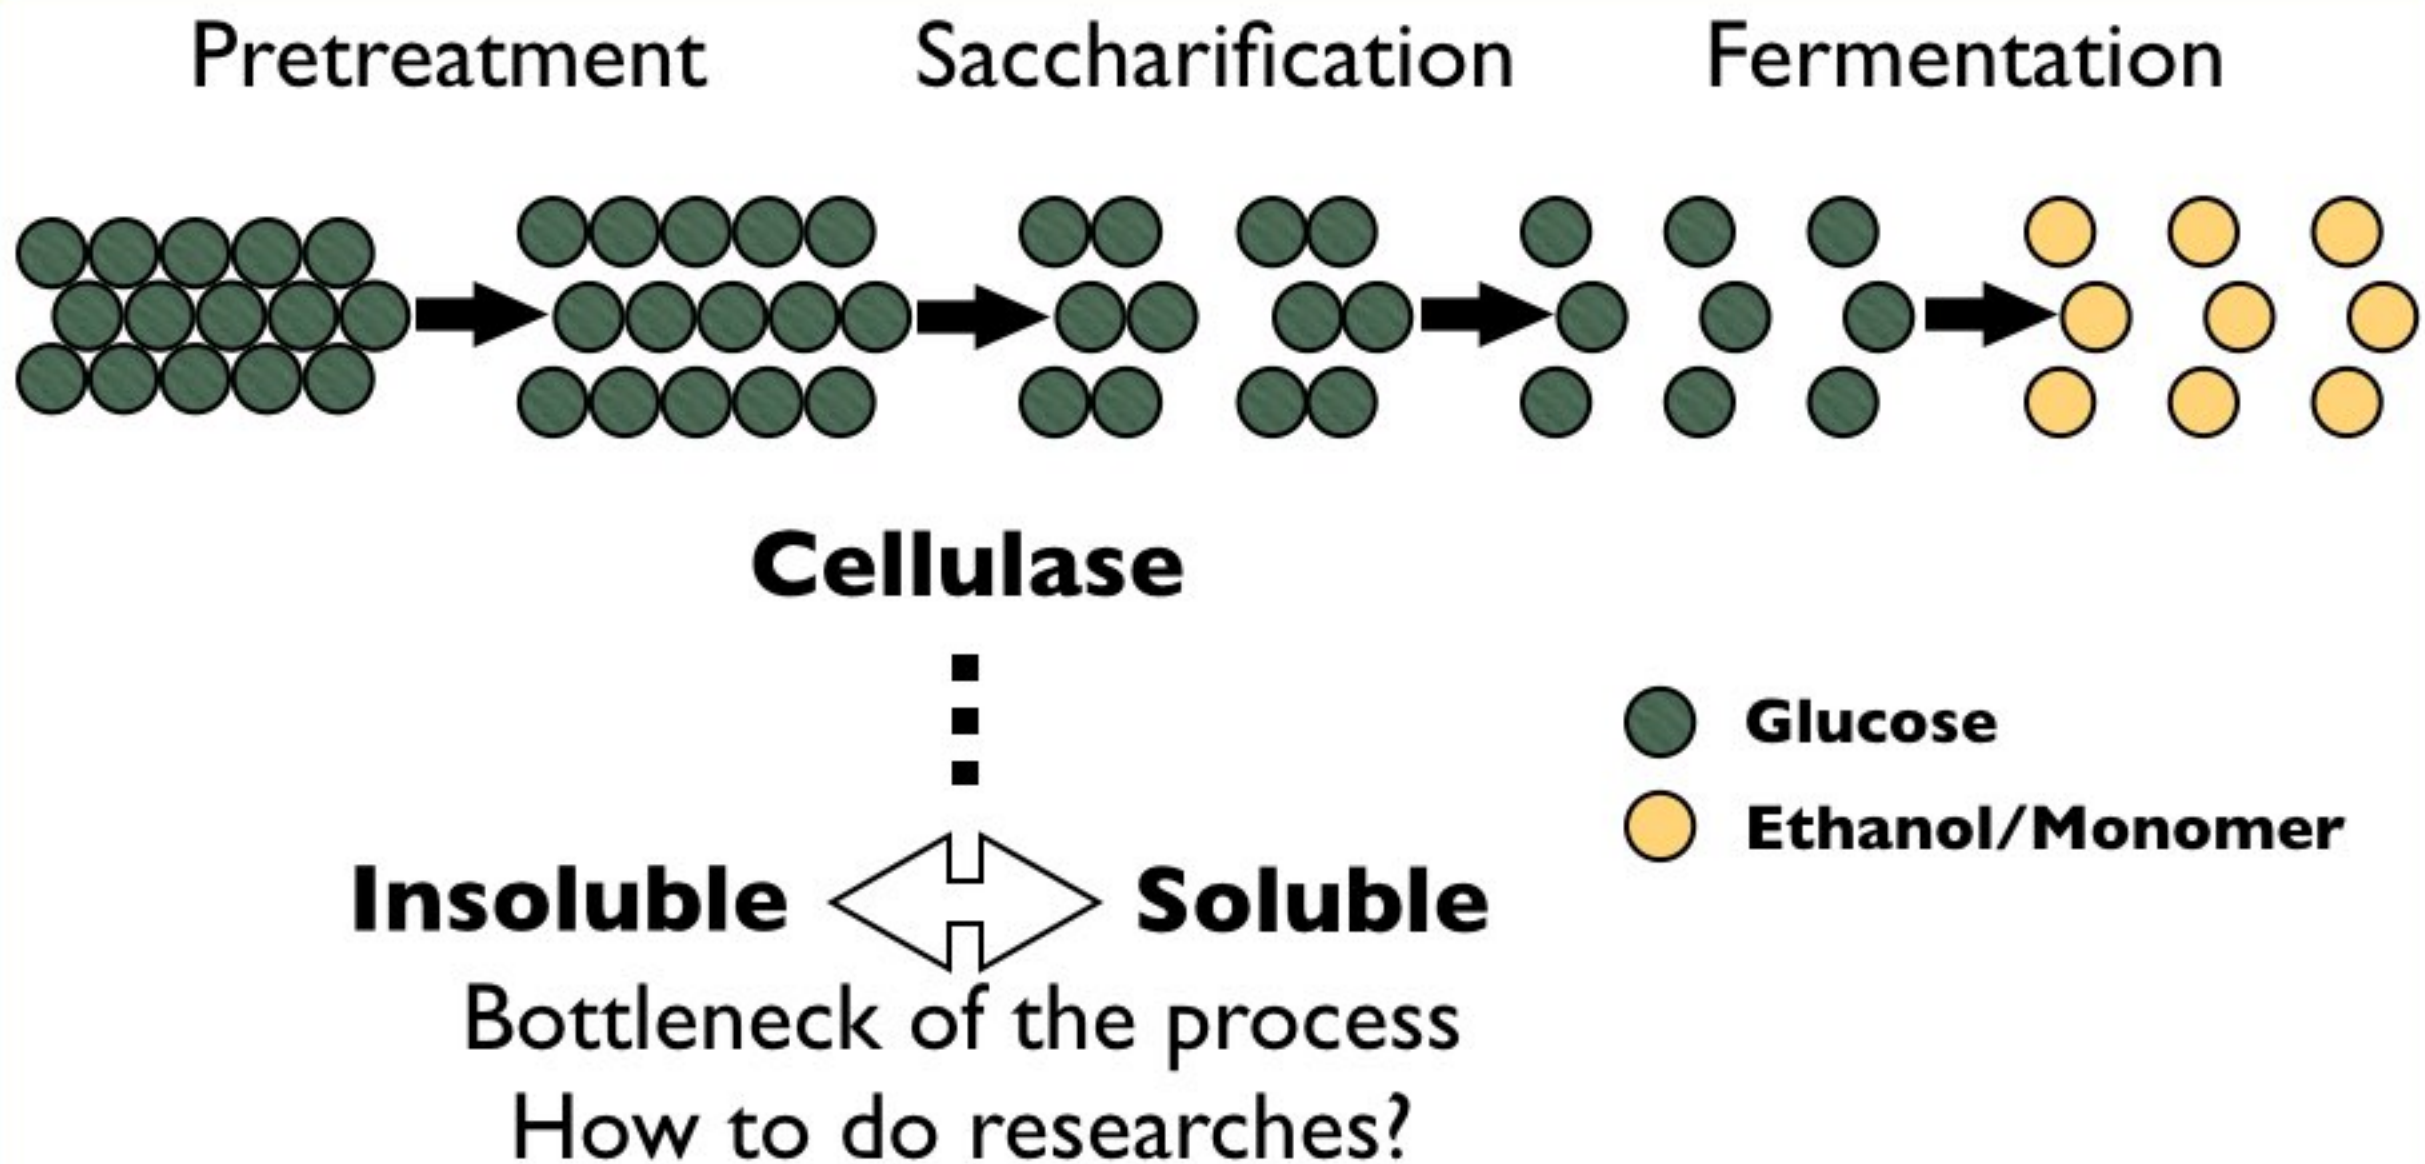 Pretreatment Saccharification Fermentation
Cellulase
Glucose
Ethanol/Monomer
Insoluble Soluble
Bottleneck of the process
How to do researches?